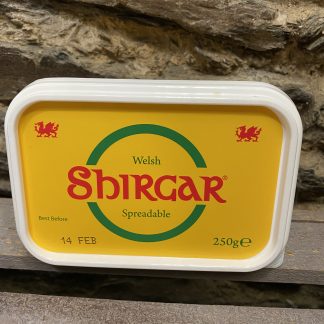 Welsh
Shirgar®
Spreadable
Best Before
14 FEB
250g℮